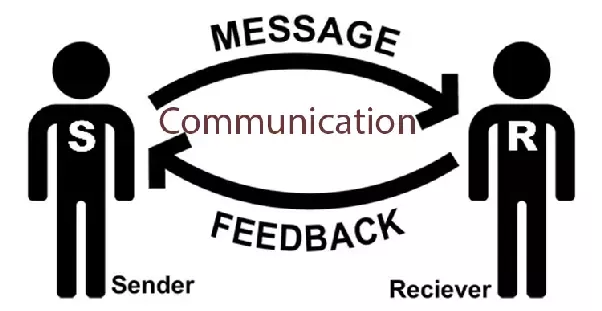 MESSAGE
Communication
S
R
FEEDBACK
Sender
Reciever